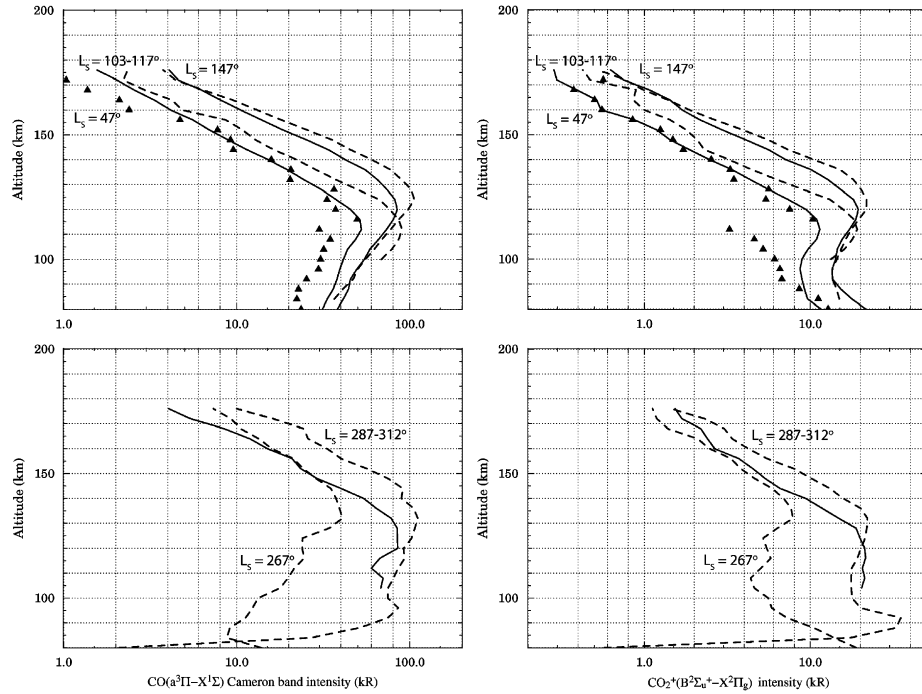 200
L_S = 103-117°
L_S = 147°
150
L_S = 47°
Altitude (km)
100
1.0 10.0 100.0
200
L_S = 103-117°
L_S = 147°
150
L_S = 47°
Altitude (km)
100
1.0 10.0
200
L_S = 287-312°
150
Altitude (km)
L_S = 267°
100
1.0 10.0 100.0
CO(a³Π–X¹Σ) Cameron band intensity (kR)
200
L_S = 287-312°
150
Altitude (km)
L_S = 267°
100
1.0 10.0
CO₂⁺(B²Σᵤ⁺–X²Π_g) intensity (kR)